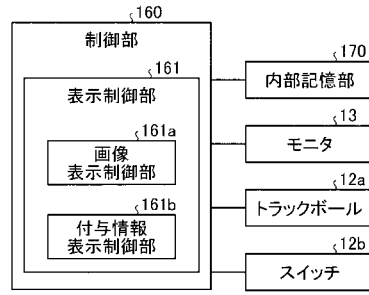 160
制御部
161
表示制御部
161a
画像
表示制御部
161b
付与情報
表示制御部
170
内部記憶部
13
モニタ
12a
トラックボール
12b
スイッチ